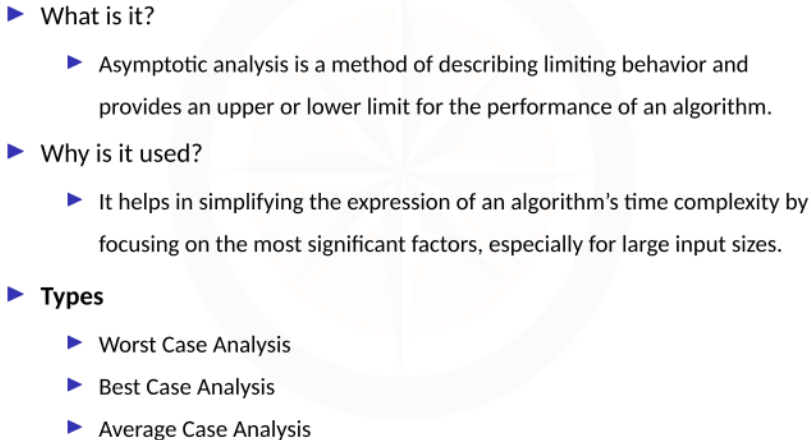 What is it?
Asymptotic analysis is a method of describing limiting behavior and
provides an upper or lower limit for the performance of an algorithm.
Why is it used?
It helps in simplifying the expression of an algorithm’s time complexity by
focusing on the most significant factors, especially for large input sizes.
Types
Worst Case Analysis
Best Case Analysis
Average Case Analysis